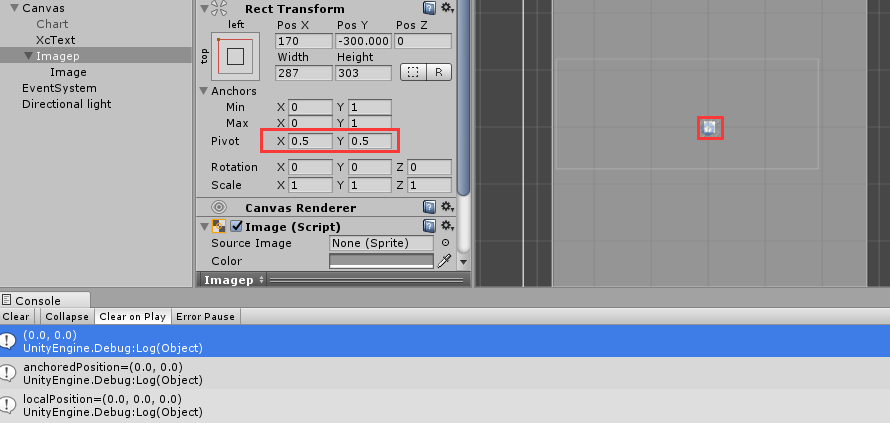 Canvas
Chart
XcText
Imagep
Image
EventSystem
Directional light
Rect Transform
left
top
Pos X Pos Y Pos Z
170 -300.000 0
Width Height
287 303 R
Anchors
Min X 0 Y 1
Max X 0 Y 1
Pivot X 0.5 Y 0.5
Rotation X 0 Y 0 Z 0
Scale X 1 Y 1 Z 1
Canvas Renderer
Image (Script)
Source Image None (Sprite)
Color
Imagep
Console
Clear Collapse Clear on Play Error Pause
(0.0, 0.0)
UnityEngine.Debug:Log(Object)
anchoredPosition=(0.0, 0.0)
UnityEngine.Debug:Log(Object)
localPosition=(0.0, 0.0, 0.0)
UnityEngine.Debug:Log(Object)